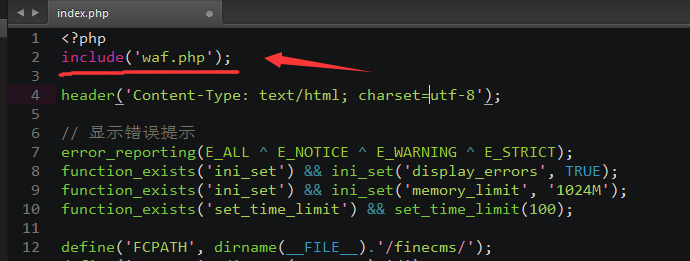 index.php
1 <?php
2 include('waf.php');
3
4 header('Content-Type: text/html; charset=utf-8');
5
6 // 显示错误提示
7 error_reporting(E_ALL ^ E_NOTICE ^ E_WARNING ^ E_STRICT);
8 function_exists('ini_set') && ini_set('display_errors', TRUE);
9 function_exists('ini_set') && ini_set('memory_limit', '1024M');
10 function_exists('set_time_limit') && set_time_limit(100);
11
12 define('FCPATH', dirname(__FILE__).'/finecms/');